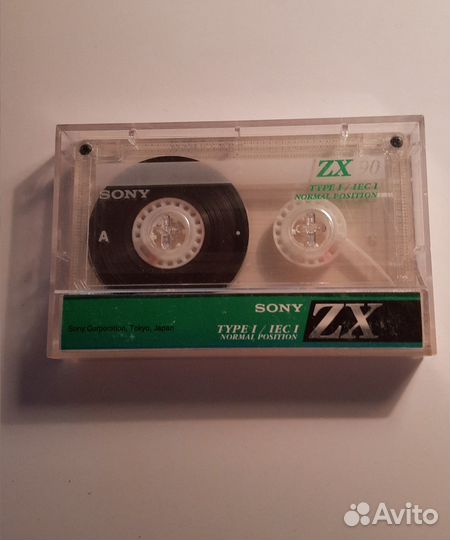 ZX 90
TYPE I / IEC I
NORMAL POSITION
SONY
A
SONY
ZX
Sony Corporation, Tokyo, Japan
TYPE I / IEC I
NORMAL POSITION
Avito